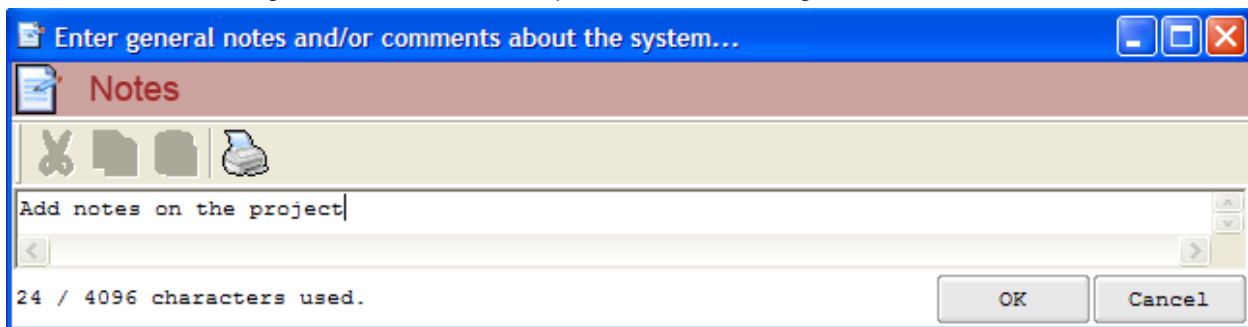 Enter general notes and/or comments about the system...
Notes
Add notes on the project
24 / 4096 characters used.
OK
Cancel